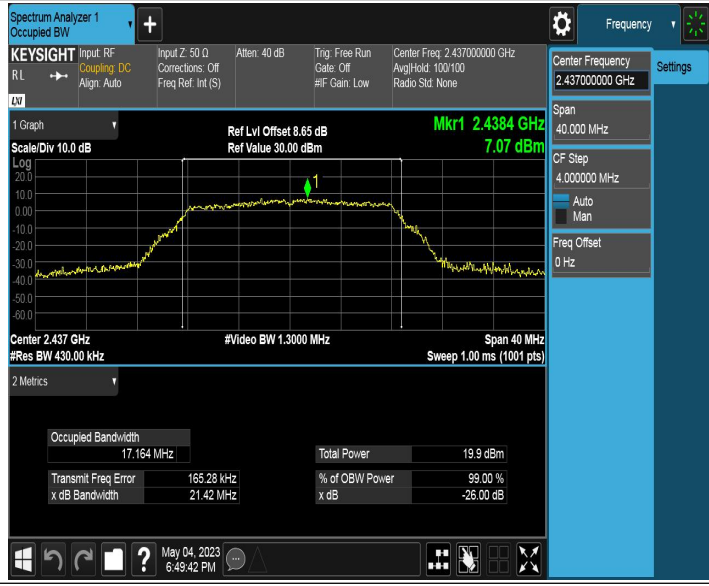 Spectrum Analyzer 1
Occupied BW
+
Frequency
KEYSIGHT
RL
LXI
Input: RF
Coupling: DC
Align: Auto
Input Z: 50 Ω
Corrections: Off
Freq Ref: Int (S)
Atten: 40 dB
Trig: Free Run
Gate: Off
#IF Gain: Low
Center Freq: 2.437000000 GHz
Avg|Hold: 100/100
Radio Std: None
Center Frequency
2.437000000 GHz
Settings
Span
40.000 MHz
CF Step
4.000000 MHz
Auto
Man
Freq Offset
0 Hz
1 Graph
Ref Lvl Offset 8.65 dB
Mkr1 2.4384 GHz
Scale/Div 10.0 dB
Ref Value 30.00 dBm
7.07 dBm
Log
20.0
10.0
0.00
-10.0
-20.0
-30.0
-40.0
-50.0
-60.0
1
Center 2.437 GHz
#Video BW 1.3000 MHz
Span 40 MHz
#Res BW 430.00 kHz
Sweep 1.00 ms (1001 pts)
2 Metrics
Occupied Bandwidth
17.164 MHz
Total Power 19.9 dBm
Transmit Freq Error 165.28 kHz
% of OBW Power 99.00 %
x dB Bandwidth 21.42 MHz
x dB -26.00 dB
?
May 04, 2023
6:49:42 PM